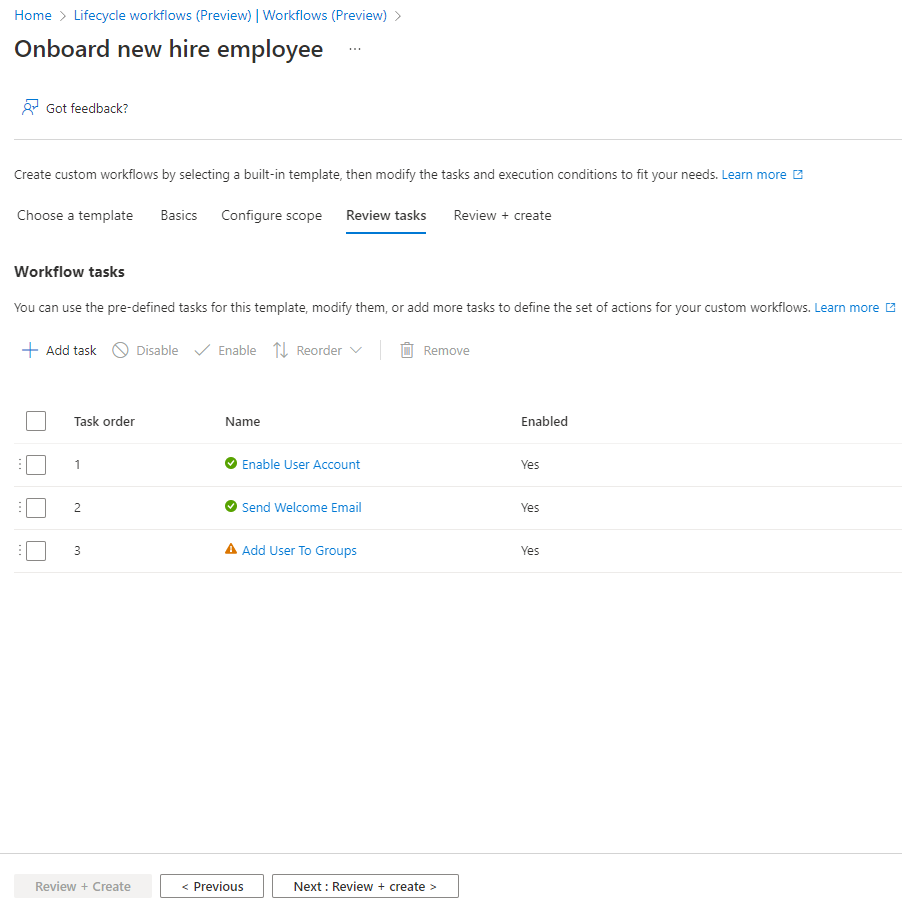 Home > Lifecycle workflows (Preview) | Workflows (Preview) >
Onboard new hire employee ...
Got feedback?
Create custom workflows by selecting a built-in template, then modify the tasks and execution conditions to fit your needs. Learn more
Choose a template Basics Configure scope Review tasks Review + create
Workflow tasks
You can use the pre-defined tasks for this template, modify them, or add more tasks to define the set of actions for your custom workflows. Learn more
Add task Disable Enable Reorder Remove
Task order Name Enabled
1 Enable User Account Yes
2 Send Welcome Email Yes
3 Add User To Groups Yes
Review + Create < Previous Next : Review + create >